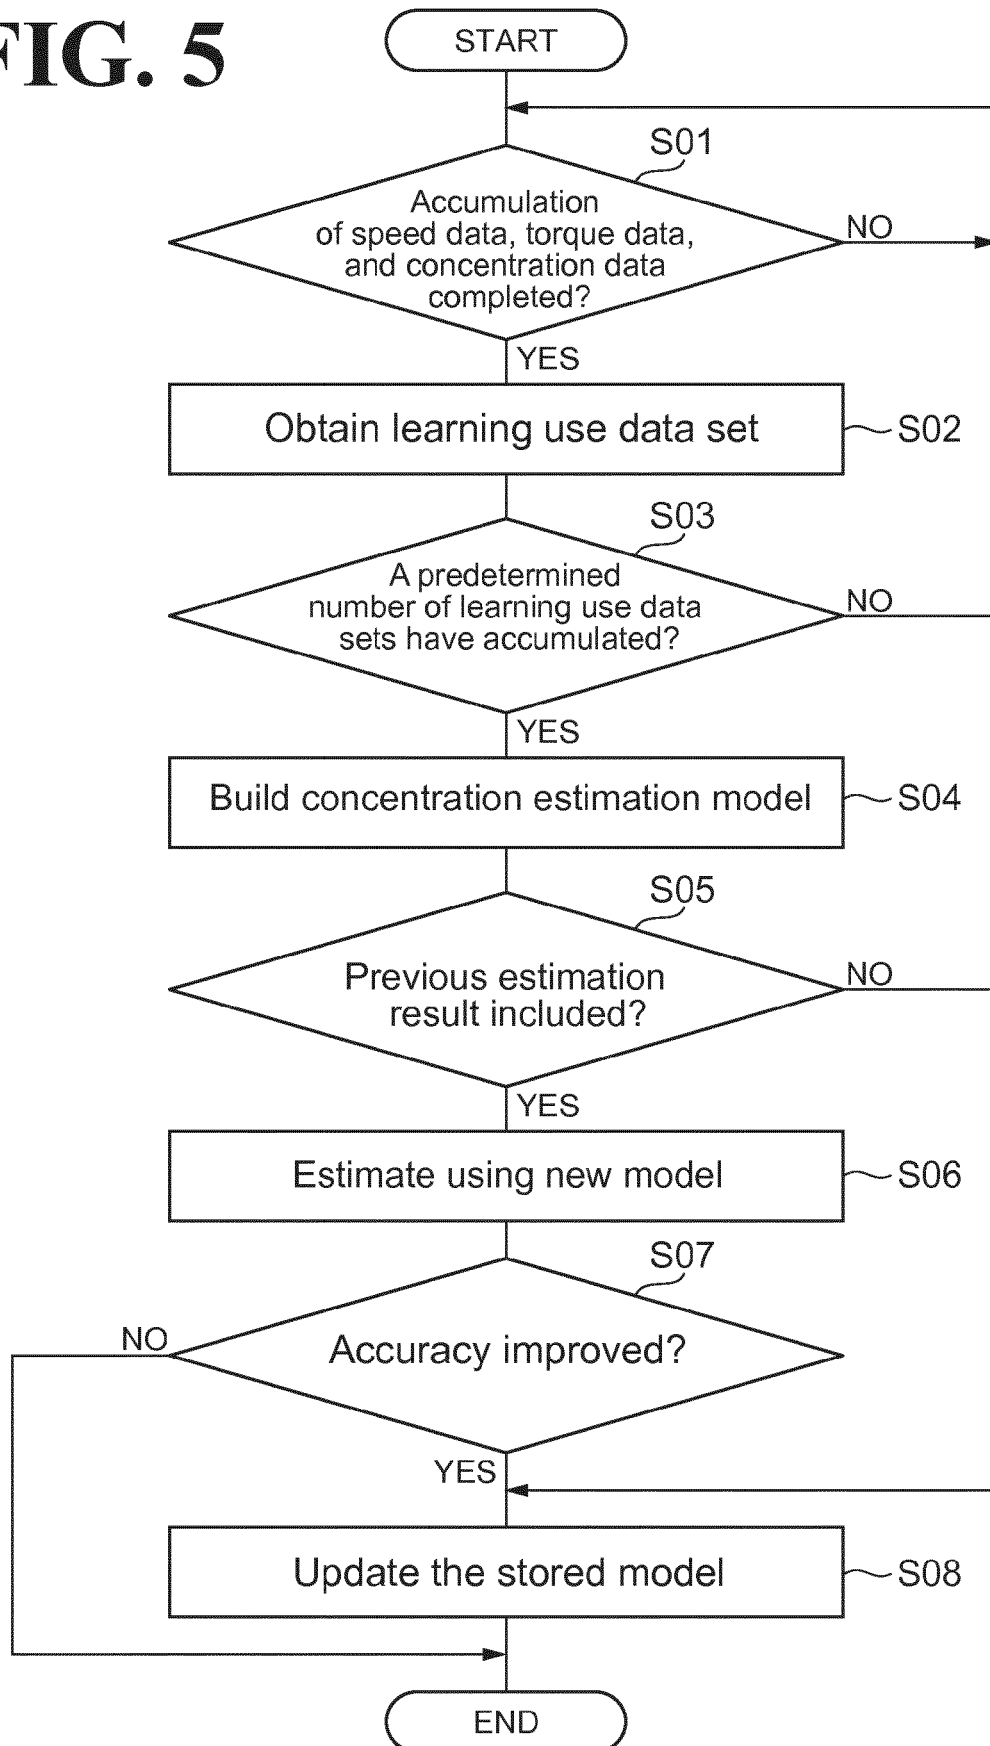 FIG. 5
START
S01
Accumulation
of speed data, torque data,
and concentration data
completed?
NO
YES
Obtain learning use data set
S02
S03
A predetermined
number of learning use data
sets have accumulated?
NO
YES
Build concentration estimation model
S04
S05
Previous estimation
result included?
NO
YES
Estimate using new model
S06
S07
NO
Accuracy improved?
YES
Update the stored model
S08
END